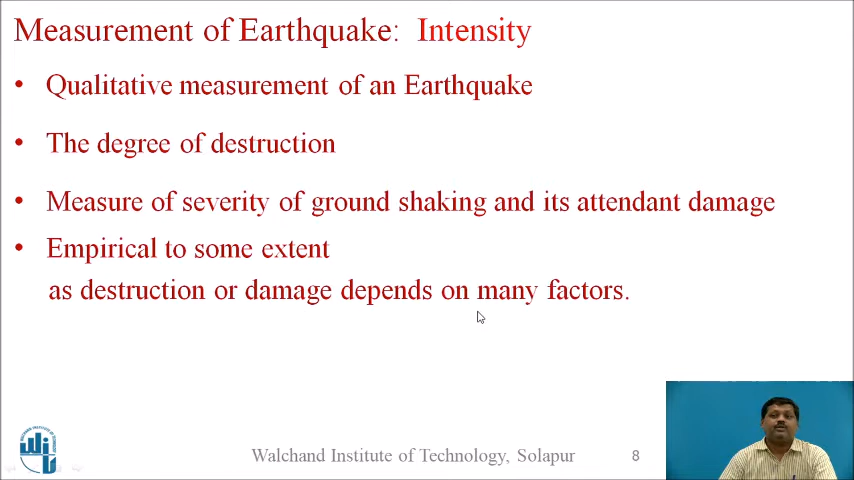 Measurement of Earthquake: Intensity
• Qualitative measurement of an Earthquake
• The degree of destruction
• Measure of severity of ground shaking and its attendant damage
• Empirical to some extent
as destruction or damage depends on many factors.
Walchand Institute of Technology, Solapur 8